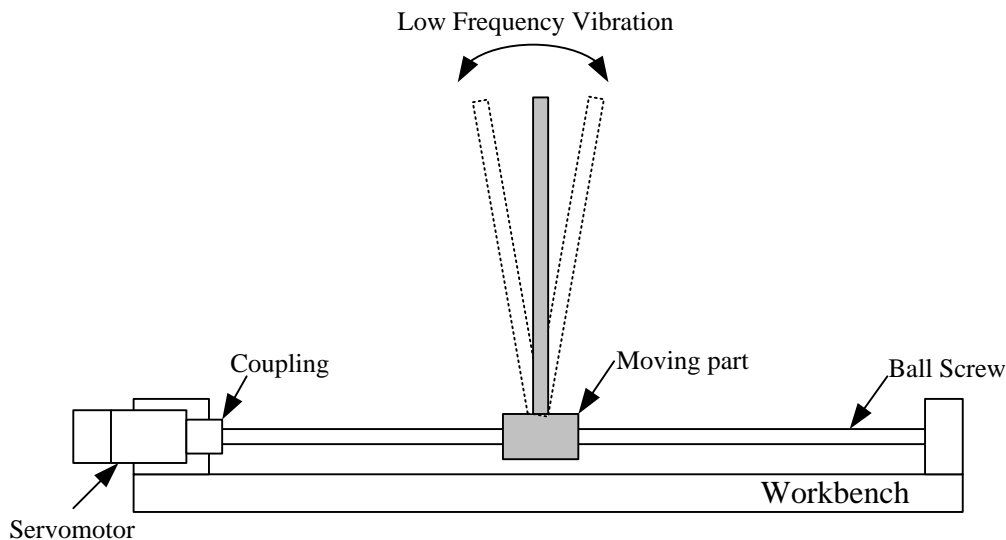 Low Frequency Vibration
Coupling
Moving part
Ball Screw
Workbench
Servomotor